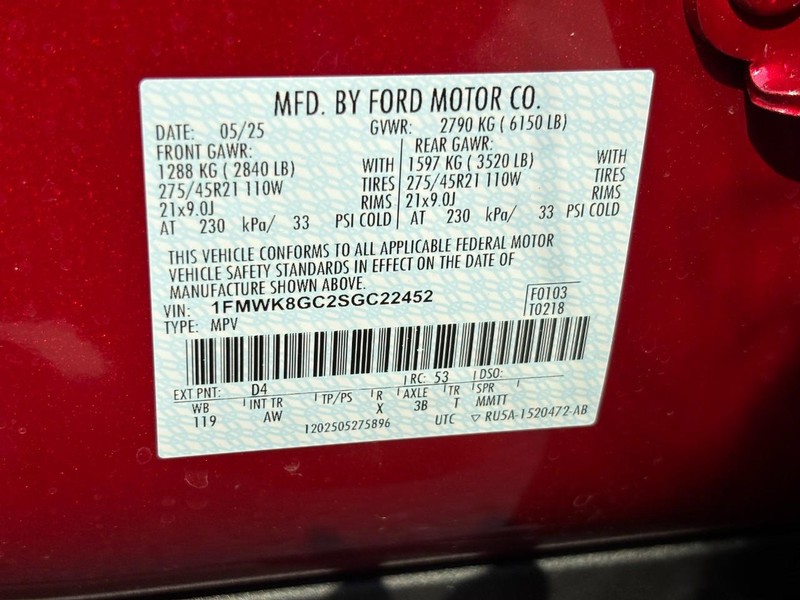 MFD. BY FORD MOTOR CO.
DATE: 05/25 GVWR: 2790 KG ( 6150 LB)
FRONT GAWR: REAR GAWR:
1288 KG ( 2840 LB) WITH 1597 KG ( 3520 LB) WITH
275/45R21 110W TIRES 275/45R21 110W TIRES
21x9.0J RIMS 21x9.0J RIMS
AT 230 kPa/ 33 PSI COLD AT 230 kPa/ 33 PSI COLD
THIS VEHICLE CONFORMS TO ALL APPLICABLE FEDERAL MOTOR
VEHICLE SAFETY STANDARDS IN EFFECT ON THE DATE OF
MANUFACTURE SHOWN ABOVE.
VIN: 1FMWK8GC2SGC22452 F0103
TYPE: MPV T0218
EXT PNT: D4 RC: 53 DSO:
WB INT TR TP/PS R AXLE TR SPR
119 AW X 3B T MMTT
1202505275896 UTC ▽ RU5A-1520472-AB